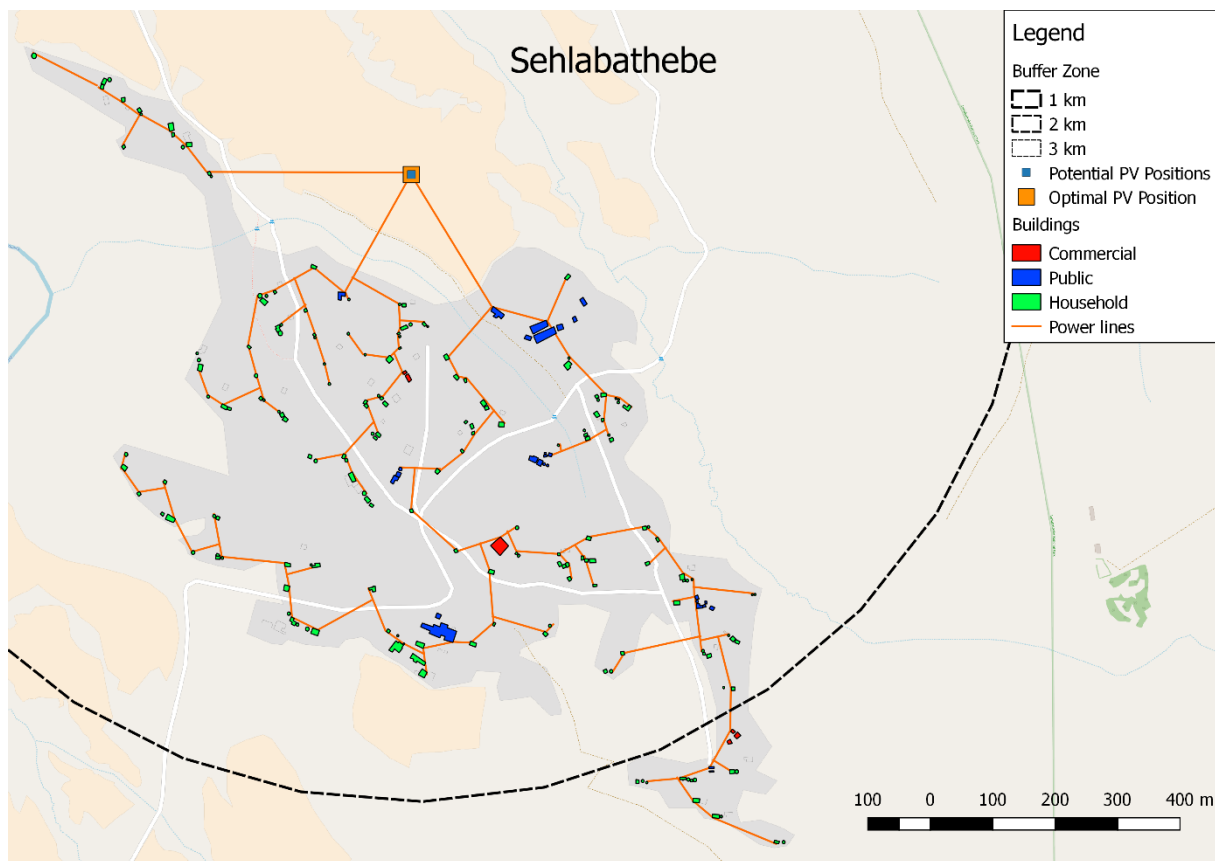 Sehlabathebe
Legend
Buffer Zone
1 km
2 km
3 km
Potential PV Positions
Optimal PV Position
Buildings
Commercial
Public
Household
Power lines
100 0 100 200 300 400 m